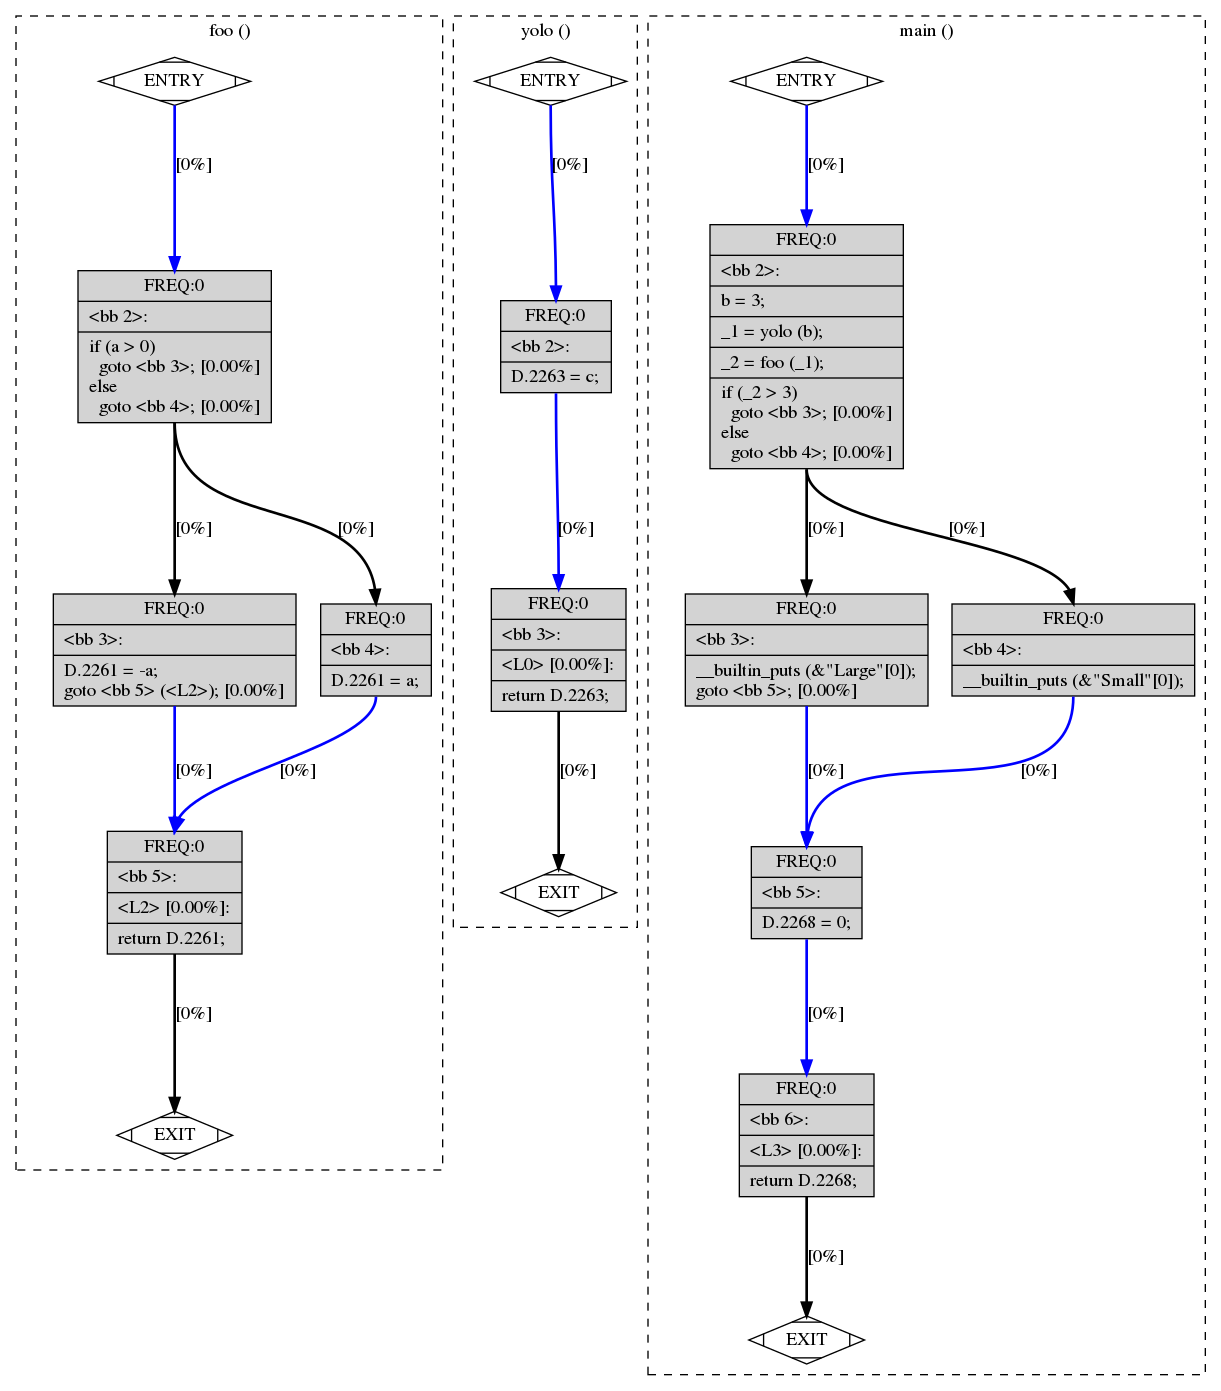 foo ()
ENTRY
[0%]
FREQ:0
<bb 2>:
if (a > 0)
goto <bb 3>; [0.00%]
else
goto <bb 4>; [0.00%]
[0%]
[0%]
FREQ:0
<bb 3>:
D.2261 = -a;
goto <bb 5> (<L2>); [0.00%]
FREQ:0
<bb 4>:
D.2261 = a;
[0%]
[0%]
FREQ:0
<bb 5>:
<L2> [0.00%]:
return D.2261;
[0%]
EXIT
yolo ()
ENTRY
[0%]
FREQ:0
<bb 2>:
D.2263 = c;
[0%]
FREQ:0
<bb 3>:
<L0> [0.00%]:
return D.2263;
[0%]
EXIT
main ()
ENTRY
[0%]
FREQ:0
<bb 2>:
b = 3;
_1 = yolo (b);
_2 = foo (_1);
if (_2 > 3)
goto <bb 3>; [0.00%]
else
goto <bb 4>; [0.00%]
[0%]
[0%]
FREQ:0
<bb 3>:
__builtin_puts (&"Large"[0]);
goto <bb 5>; [0.00%]
FREQ:0
<bb 4>:
__builtin_puts (&"Small"[0]);
[0%]
[0%]
FREQ:0
<bb 5>:
D.2268 = 0;
[0%]
FREQ:0
<bb 6>:
<L3> [0.00%]:
return D.2268;
[0%]
EXIT